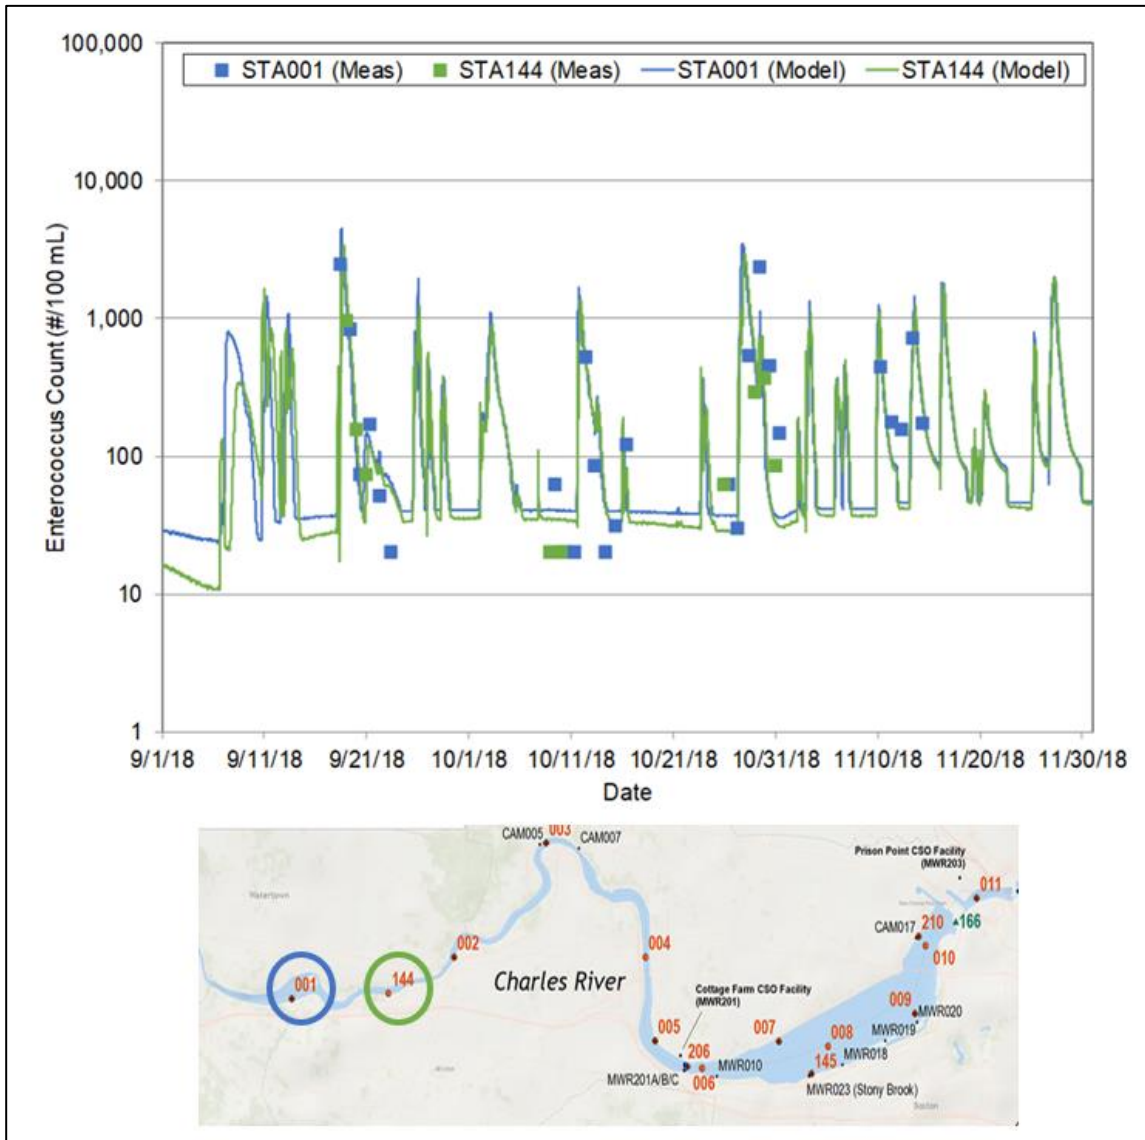 100,000
STA001 (Meas) STA144 (Meas) STA001 (Model) STA144 (Model)
10,000
1,000
100
10
1
Enterococcus Count (#/100 mL)
9/1/18 9/11/18 9/21/18 10/1/18 10/11/18 10/21/18 10/31/18 11/10/18 11/20/18 11/30/18
Date
CAM005 003 CAM007
Prison Point CSO Facility
(MWR203)
Watertown
011
CAM017 210 166
002
004
010
001 144
Charles River
Cottage Farm CSO Facility
(MWR201)
009
MWR020
005
007
008
MWR019
206
MWR018
MWR010
145
MWR201A/B/C
006
MWR023 (Stony Brook)
Boston